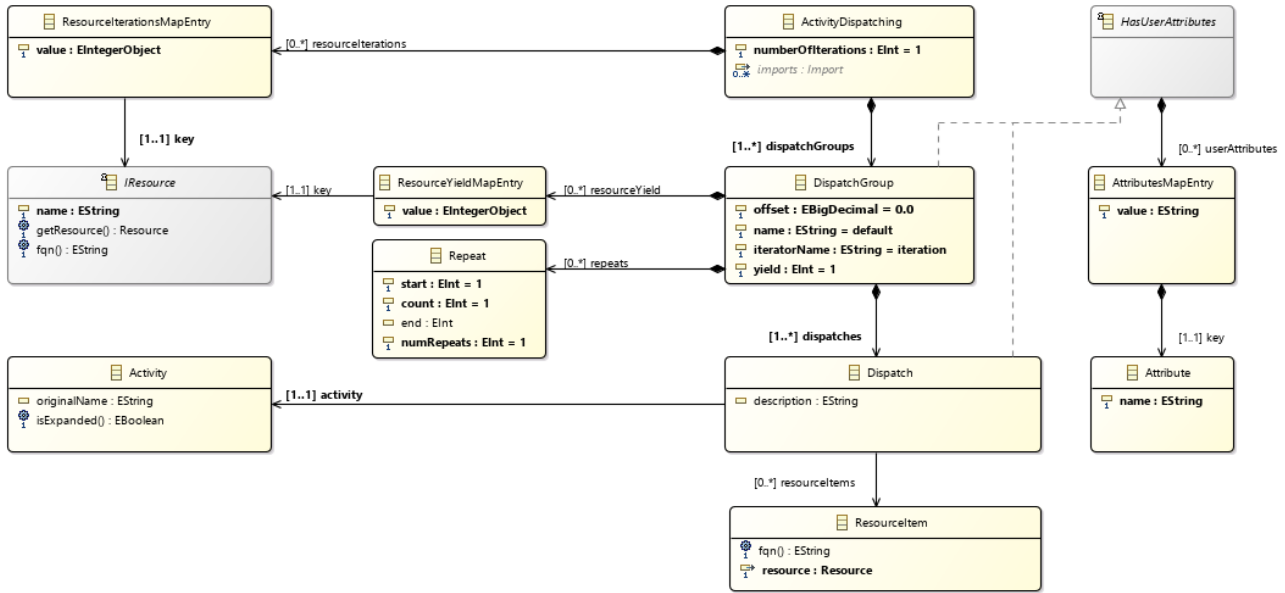 ResourceIterationsMapEntry
value : EIntegerObject
[0..*] resourceIterations
ActivityDispatching
numberOfIterations : EInt = 1
0..* imports : Import
HasUserAttributes
[1..1] key
[1..*] dispatchGroups
[0..*] userAttributes
IResource
name : EString
getResource() : Resource
fqn() : EString
[1..1] key
ResourceYieldMapEntry
value : EIntegerObject
[0..*] resourceYield
DispatchGroup
offset : EBigDecimal = 0.0
name : EString = default
iteratorName : EString = iteration
yield : EInt = 1
AttributesMapEntry
value : EString
Repeat
start : EInt = 1
count : EInt = 1
end : EInt
numRepeats : EInt = 1
[0..*] repeats
[1..*] dispatches
[1..1] key
Activity
originalName : EString
isExpanded() : EBoolean
[1..1] activity
Dispatch
description : EString
Attribute
name : EString
[0..*] resourceItems
ResourceItem
fqn() : EString
resource : Resource